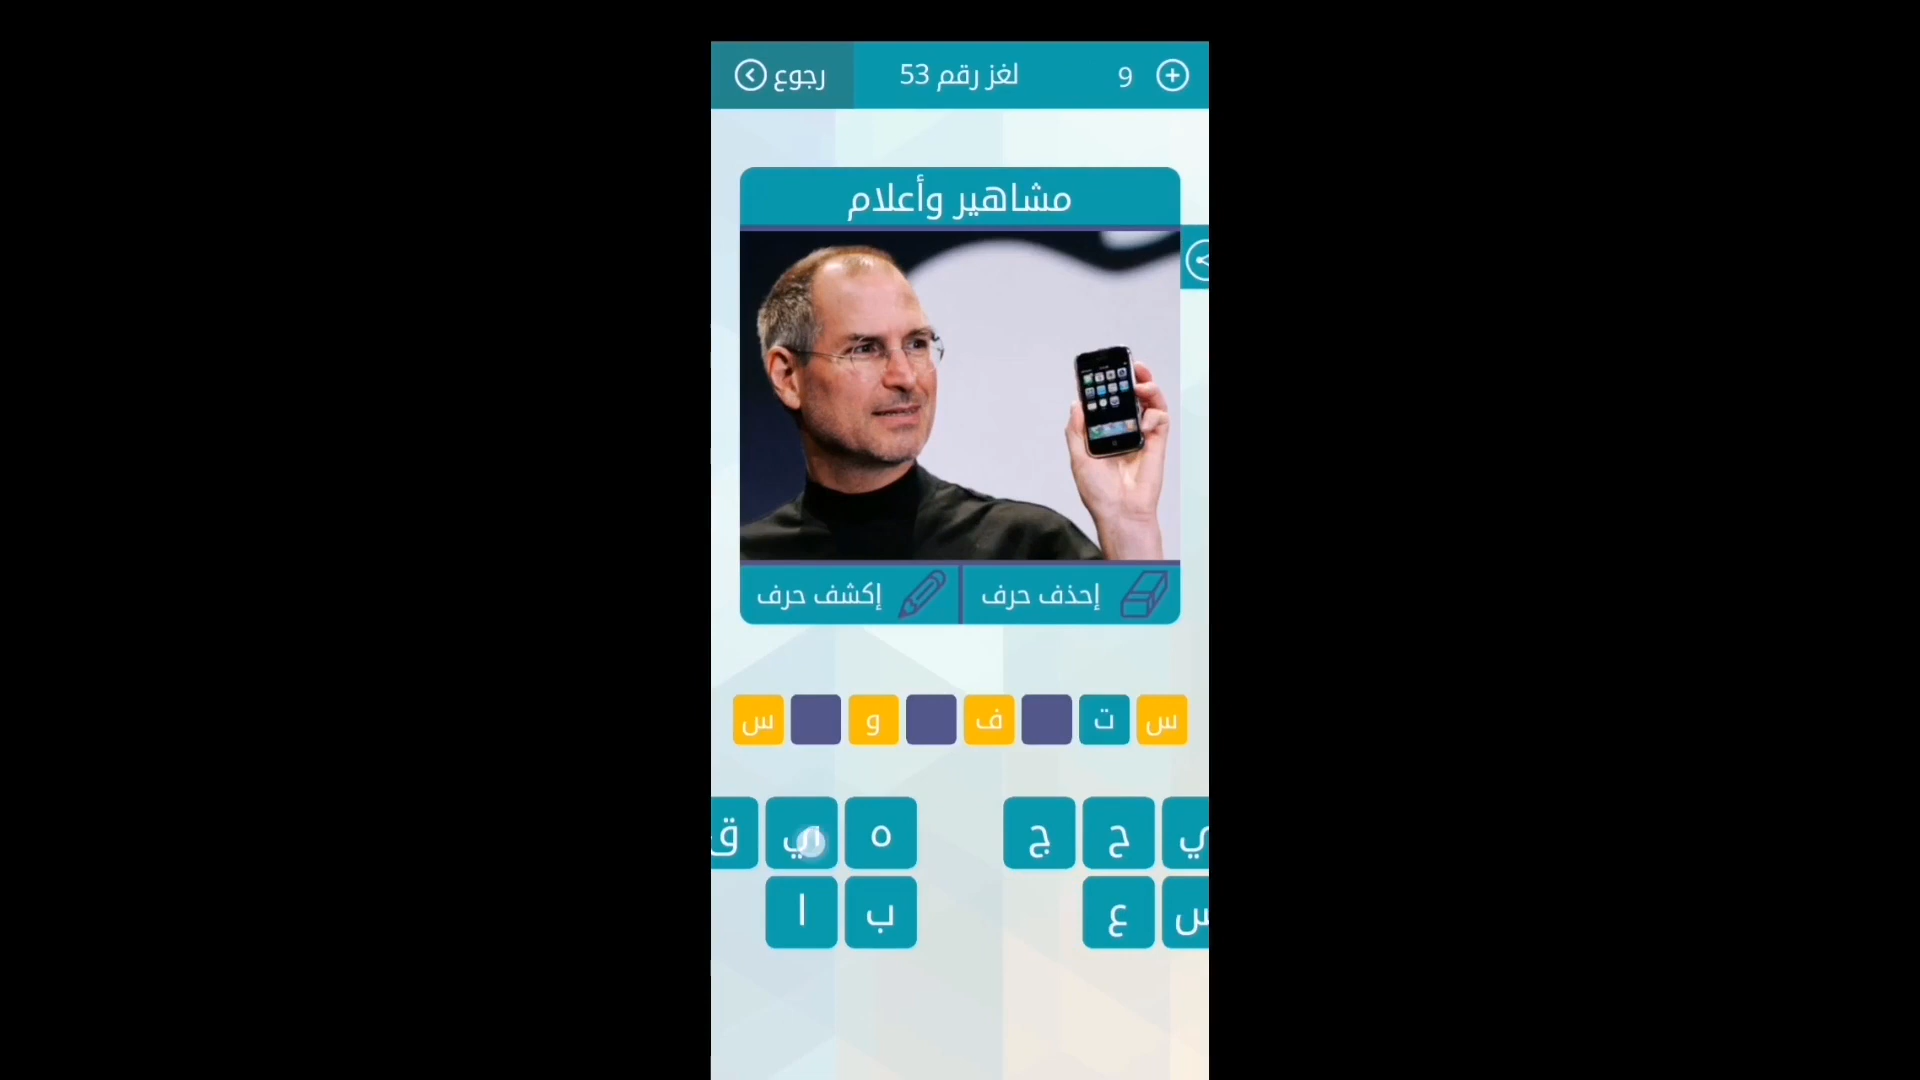 رجوع لغز رقم 53 9
مشاهير وأعلام
إحذف حرف إكشف حرف
س ت ف و س
ي ح ج ه ي ق
س ع ب ا